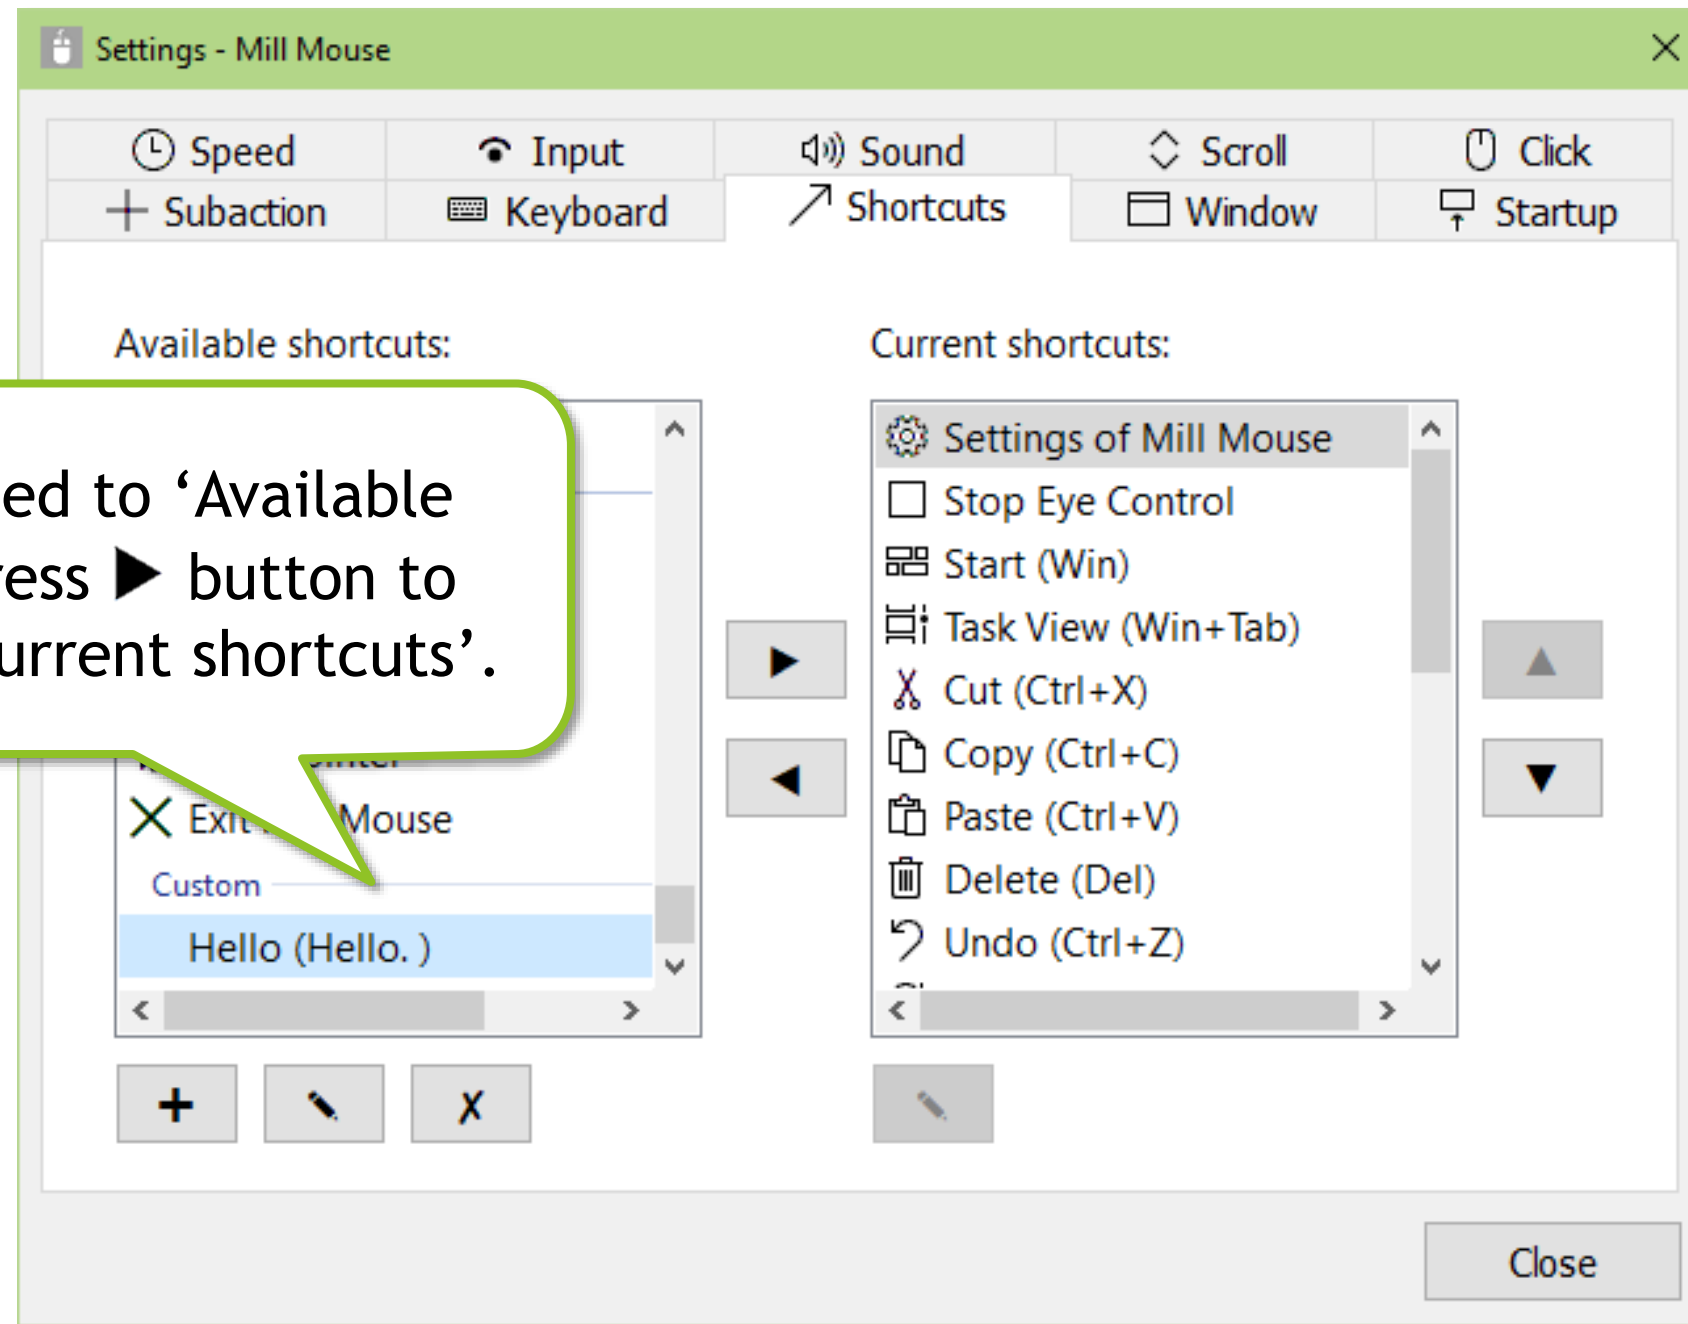 Settings - Mill Mouse
Speed Input Sound Scroll Click
Subaction Keyboard Shortcuts Window Startup
Available shortcuts:
Current shortcuts:
ed to ‘Available
ress ▶ button to
urrent shortcuts’.
Exit Mouse
Custom
Hello (Hello. )
Settings of Mill Mouse
Stop Eye Control
Start (Win)
Task View (Win+Tab)
Cut (Ctrl+X)
Copy (Ctrl+C)
Paste (Ctrl+V)
Delete (Del)
Undo (Ctrl+Z)
Close